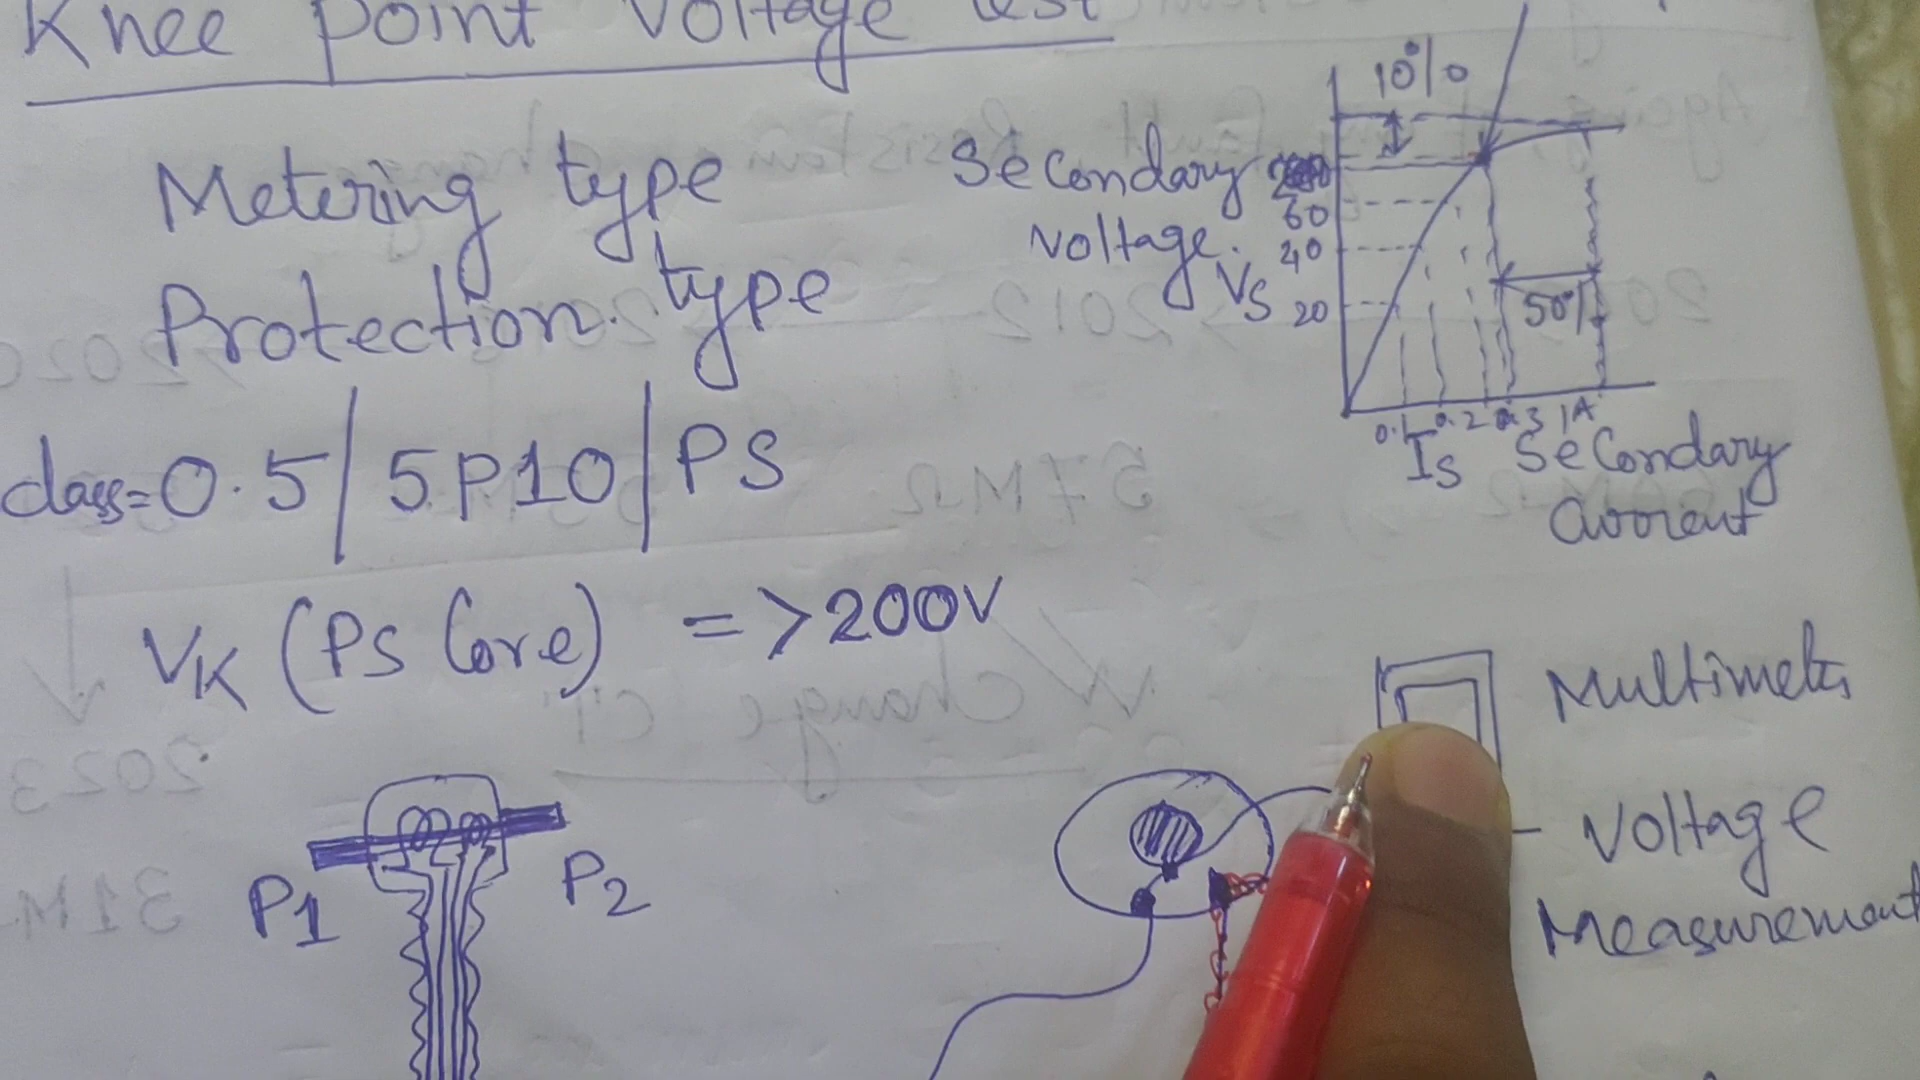 Knee point Voltage test
Metering type
Protection type
class=0.5/5P10/PS
VK (PS Core) => 200V
10%
Secondary
Voltage.
VS
60
40
20
50%
0.1 0.2 0.3 1A
IS Secondary
Current
Multimeter
Voltage
Measurement
P1
P2